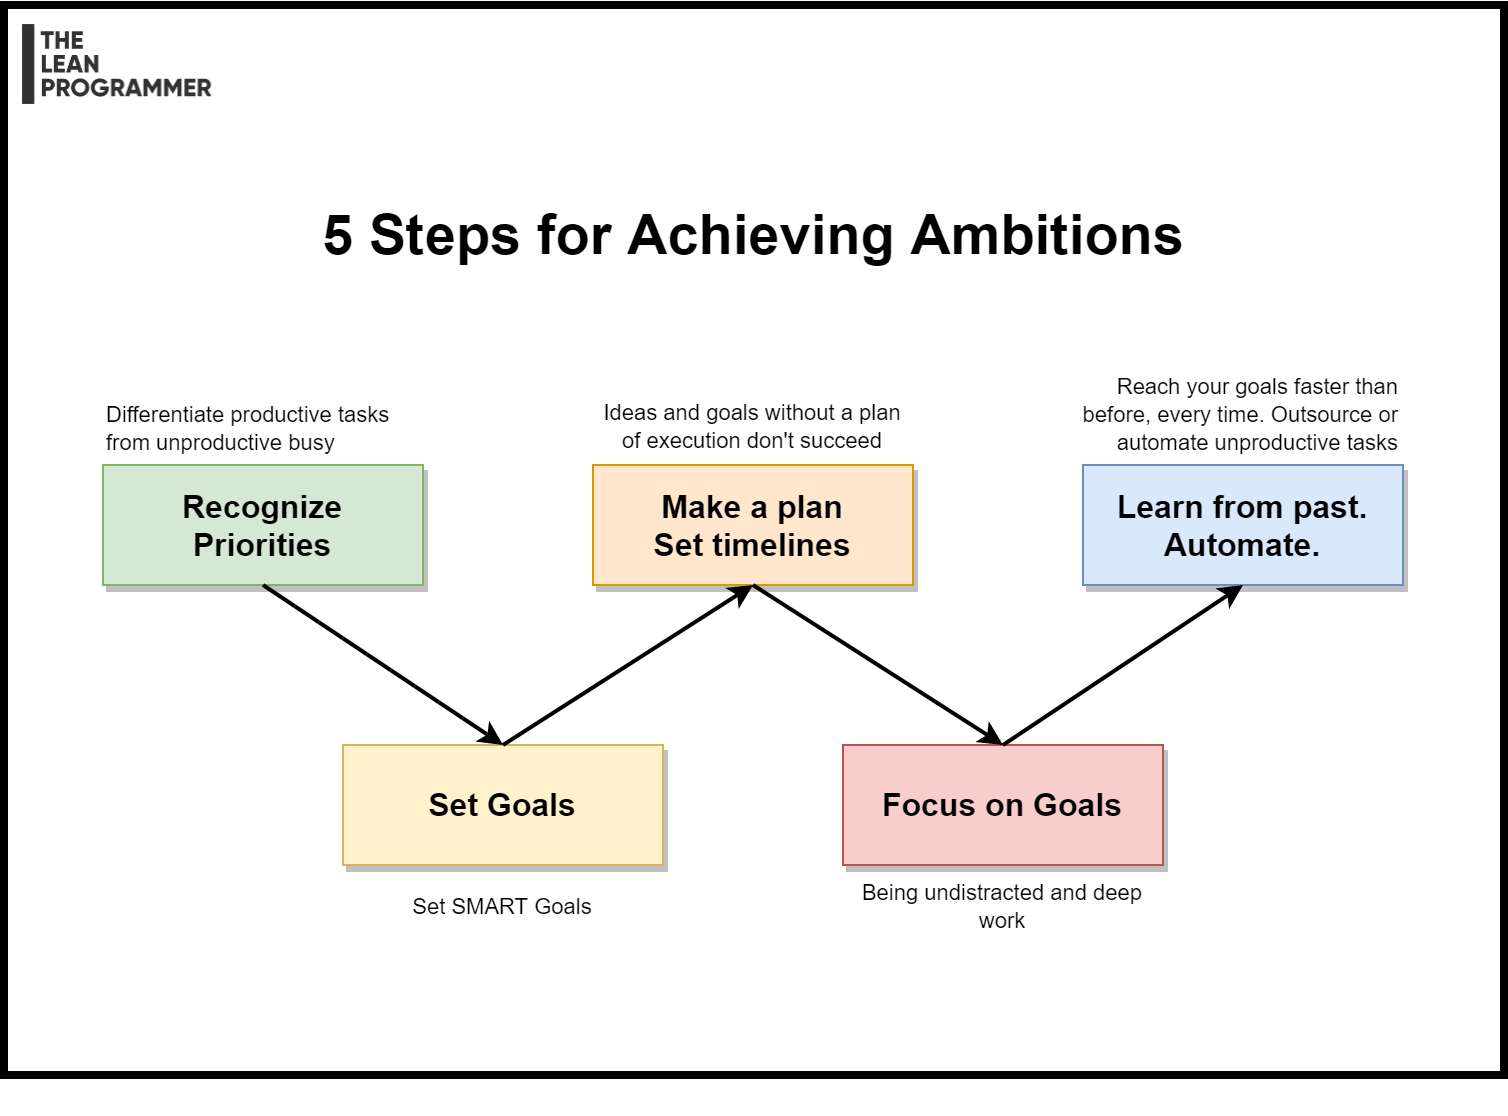 THE
LEAN
PROGRAMMER
5 Steps for Achieving Ambitions
Differentiate productive tasks
from unproductive busy
Recognize
Priorities
Set Goals
Set SMART Goals
Ideas and goals without a plan
of execution don't succeed
Make a plan
Set timelines
Focus on Goals
Being undistracted and deep
work
Reach your goals faster than
before, every time. Outsource or
automate unproductive tasks
Learn from past.
Automate.